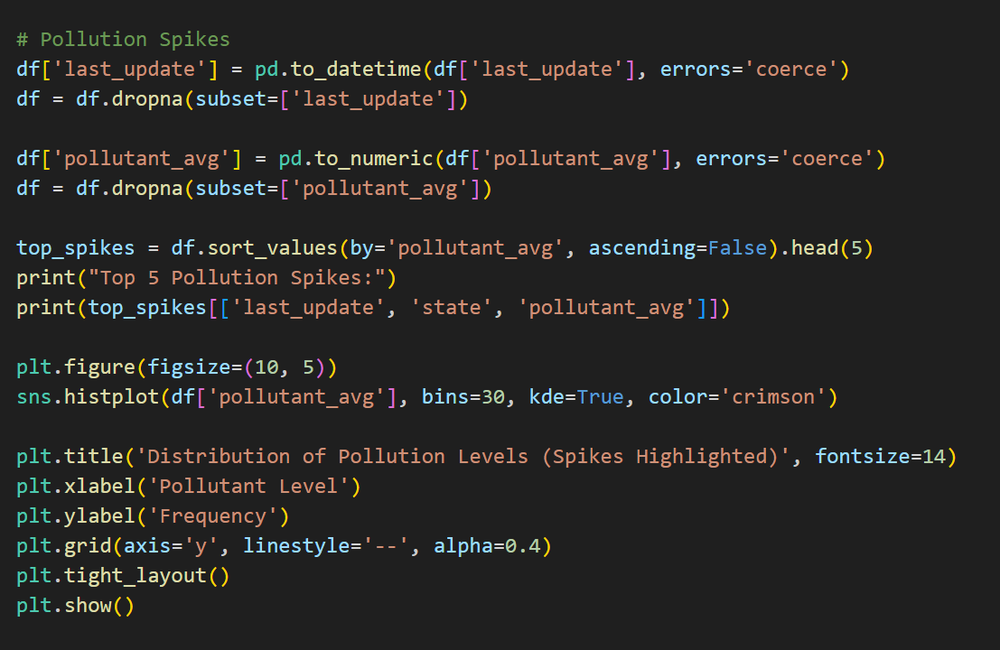 # Pollution Spikes
df['last_update'] = pd.to_datetime(df['last_update'], errors='coerce')
df = df.dropna(subset=['last_update'])
df['pollutant_avg'] = pd.to_numeric(df['pollutant_avg'], errors='coerce')
df = df.dropna(subset=['pollutant_avg'])
top_spikes = df.sort_values(by='pollutant_avg', ascending=False).head(5)
print("Top 5 Pollution Spikes:")
print(top_spikes[['last_update', 'state', 'pollutant_avg']])
plt.figure(figsize=(10, 5))
sns.histplot(df['pollutant_avg'], bins=30, kde=True, color='crimson')
plt.title('Distribution of Pollution Levels (Spikes Highlighted)', fontsize=14)
plt.xlabel('Pollutant Level')
plt.ylabel('Frequency')
plt.grid(axis='y', linestyle='--', alpha=0.4)
plt.tight_layout()
plt.show()